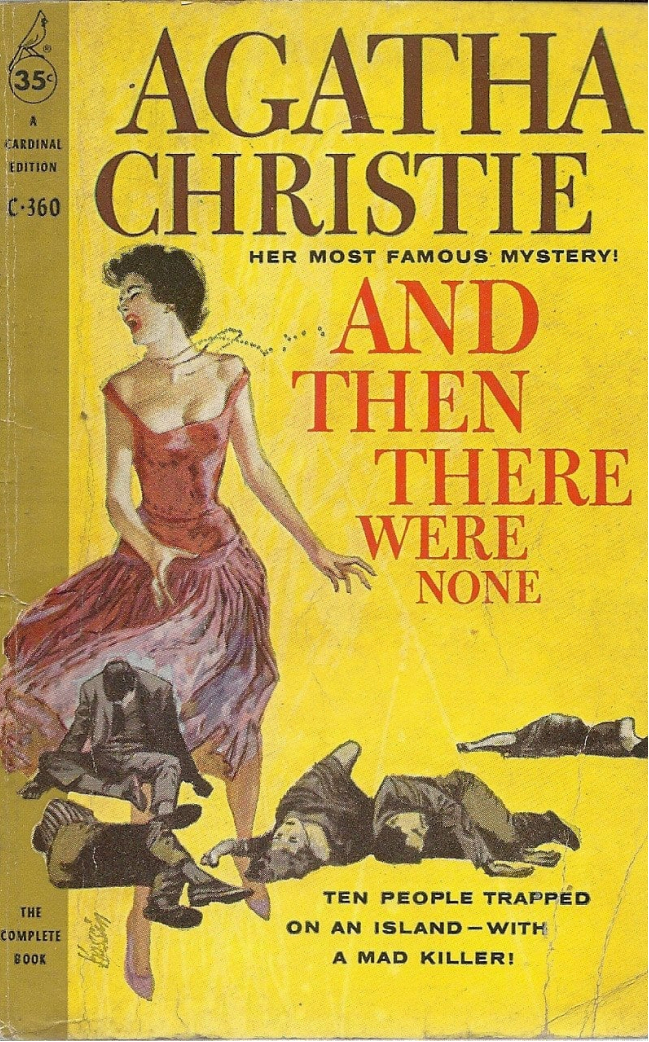 35¢
A
CARDINAL
EDITION
C·360
AGATHA
CHRISTIE
HER MOST FAMOUS MYSTERY!
AND
THEN
THERE
WERE
NONE
TEN PEOPLE TRAPPED
ON AN ISLAND—WITH
A MAD KILLER!
THE
COMPLETE
BOOK